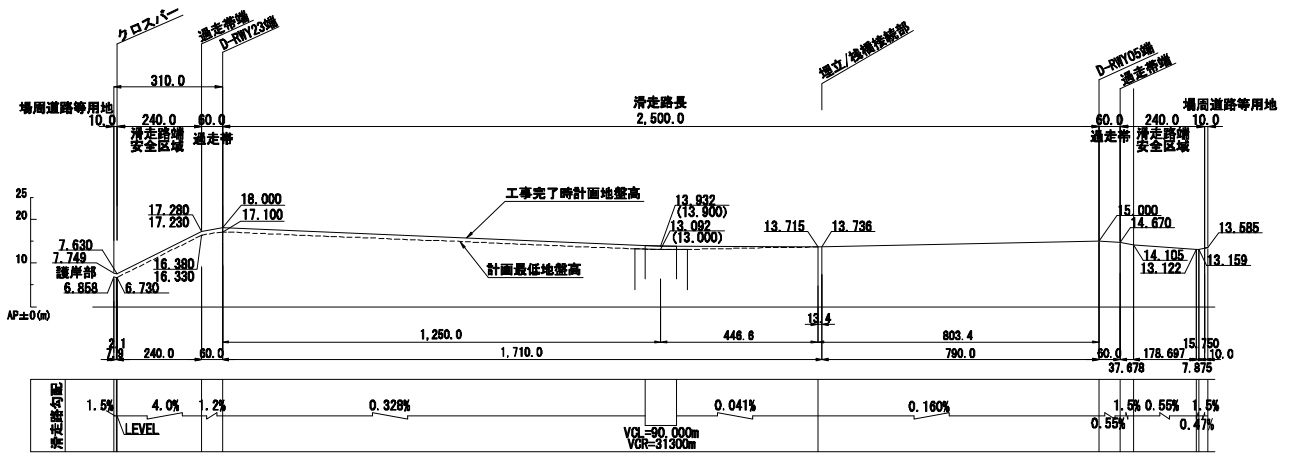 クロスバー
過走帯端
D-RWY23端
埋立/桟橋接続部
D-RWY05端
過走帯端
310.0
場周道路等用地
滑走路長
場周道路等用地
10.0
240.0
60.0
2,500.0
60.0
240.0
10.0
滑走路端
安全区域
過走帯
過走帯
滑走路端
安全区域
25
20
10
AP±0(m)
17.280
17.230
18.000
17.100
工事完了時計画地盤高
計画最低地盤高
13.932
(13.900)
13.092
(13.000)
13.715
13.736
15.000
14.670
13.585
7.630
7.749
護岸部
6.858
6.730
16.380
16.330
14.105
13.122
13.159
13.4
1,250.0
446.6
803.4
2.1
7.9
240.0
60.0
1,710.0
790.0
60.0
178.697
15.750
10.0
37.678
7.875
滑走路勾配
1.5%
4.0%
1.2%
0.328%
0.041%
0.160%
1.5%
0.55%
1.5%
LEVEL
0.55%
0.47%
VCL=90.000m
VCR=31300m